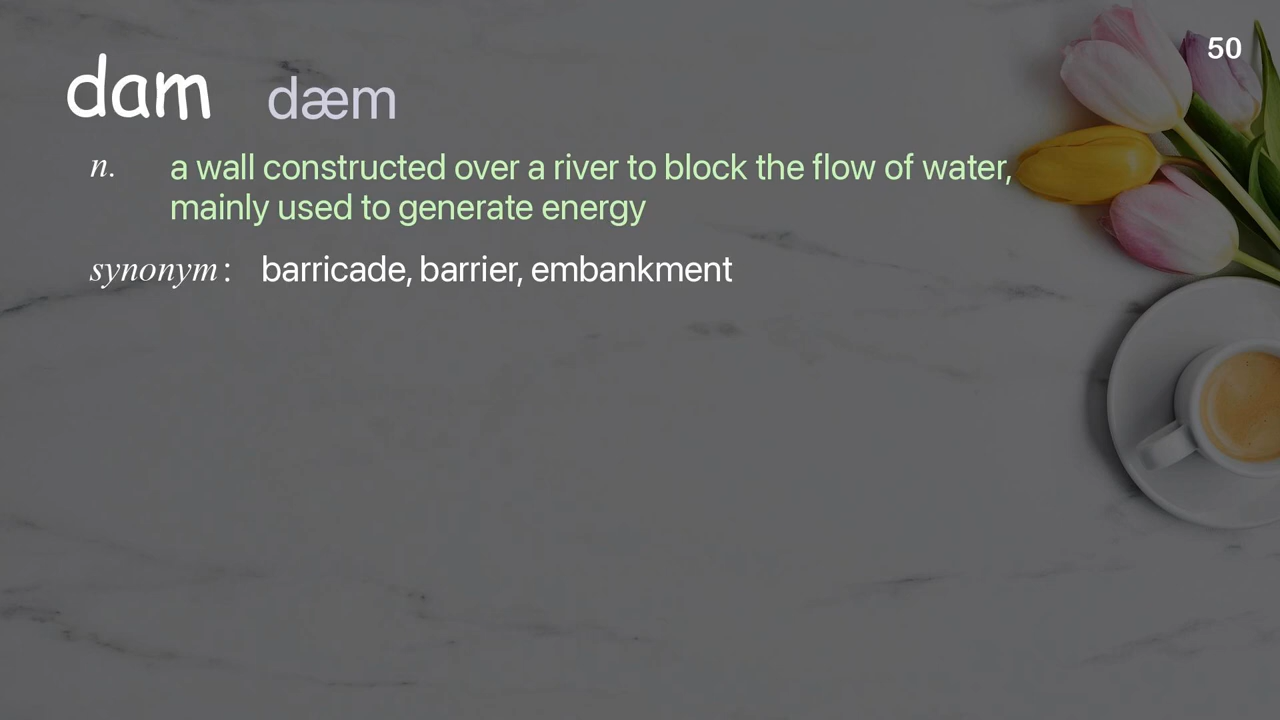 50
dam dæm
n. a wall constructed over a river to block the flow of water,
mainly used to generate energy
synonym: barricade, barrier, embankment